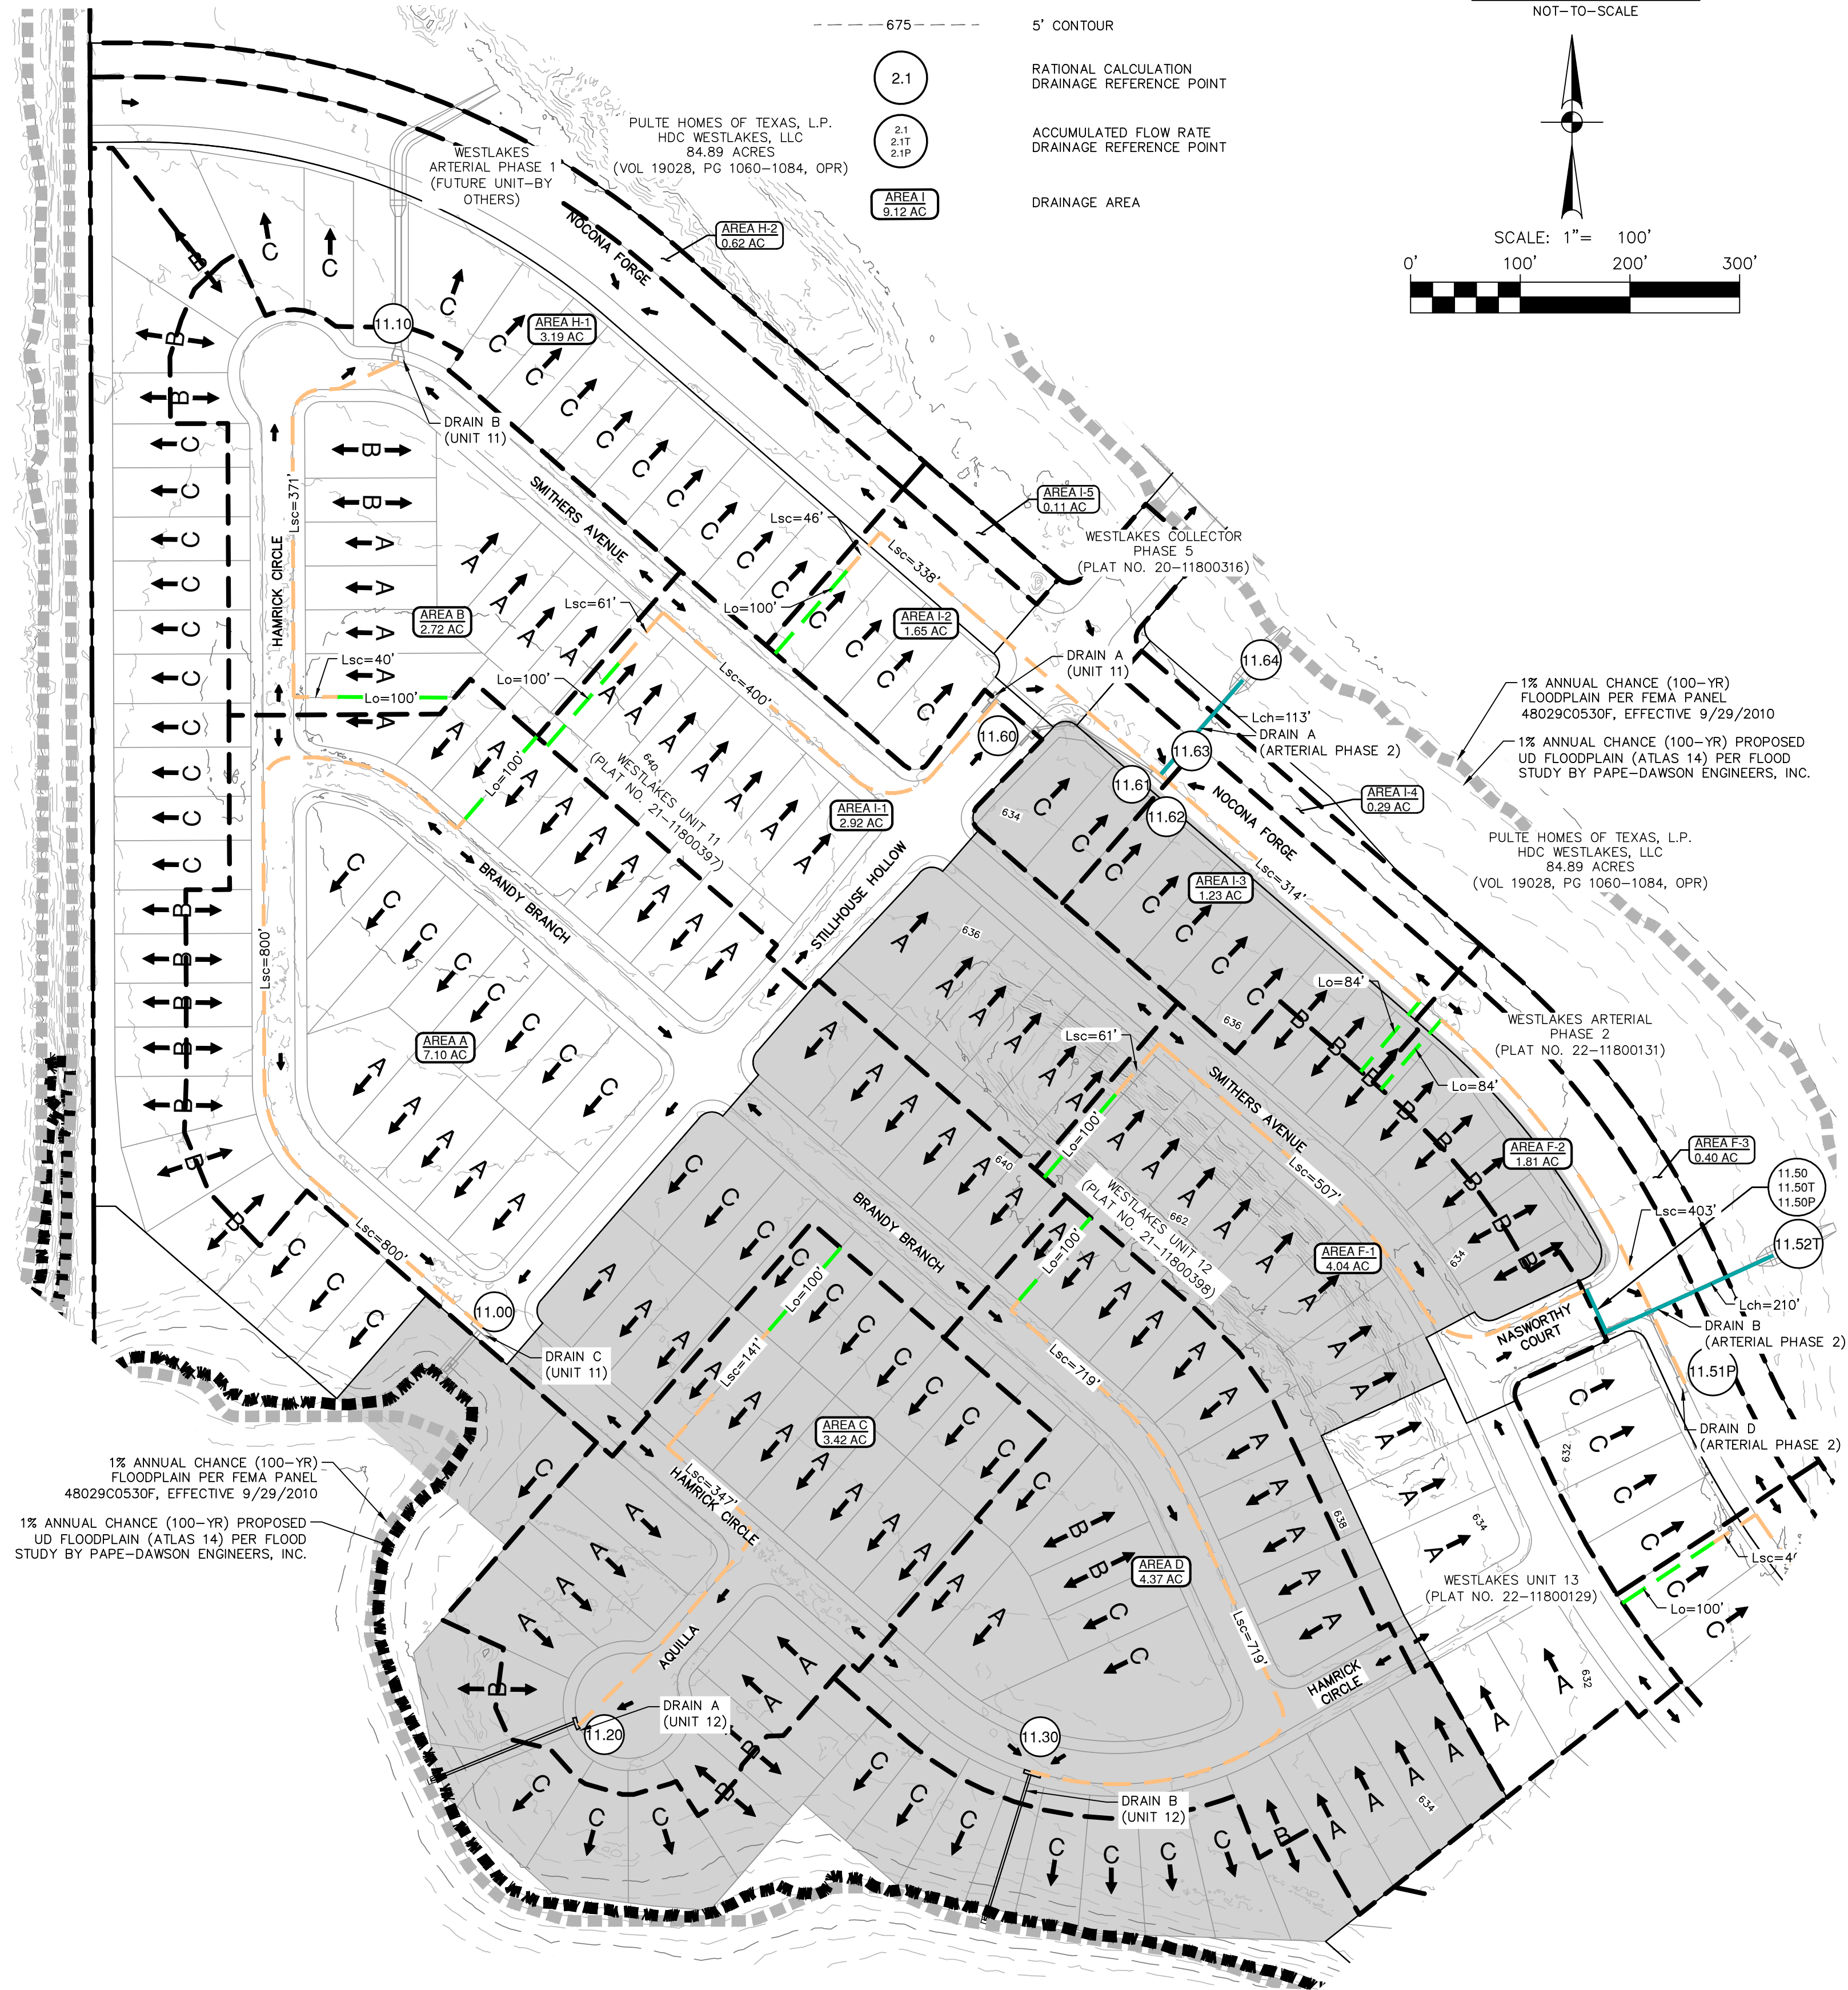 NOT-TO-SCALE
675
5' CONTOUR
2.1
RATIONAL CALCULATION
DRAINAGE REFERENCE POINT
2.1
2.1T
2.1P
ACCUMULATED FLOW RATE
DRAINAGE REFERENCE POINT
AREA I
9.12 AC
DRAINAGE AREA
SCALE: 1"= 100'
0'
100'
200'
300'
PULTE HOMES OF TEXAS, L.P.
HDC WESTLAKES, LLC
84.89 ACRES
(VOL 19028, PG 1060-1084, OPR)
WESTLAKES
ARTERIAL PHASE 1
(FUTURE UNIT-BY
OTHERS)
NOCONA FORGE
AREA H-2
0.62 AC
11.10
AREA H-1
3.19 AC
DRAIN B
(UNIT 11)
SMITHERS AVENUE
HAMRICK CIRCLE
Lsc=371'
Lsc=46'
AREA I-5
0.11 AC
WESTLAKES COLLECTOR
PHASE 5
(PLAT NO. 20-11800316)
Lsc=338'
Lo=100'
Lsc=61'
AREA B
2.72 AC
AREA I-2
1.65 AC
Lsc=40'
Lo=100'
Lo=100'
Lsc=400'
DRAIN A
(UNIT 11)
11.64
1% ANNUAL CHANCE (100-YR)
FLOODPLAIN PER FEMA PANEL
48029C0530F, EFFECTIVE 9/29/2010
1% ANNUAL CHANCE (100-YR) PROPOSED
UD FLOODPLAIN (ATLAS 14) PER FLOOD
STUDY BY PAPE-DAWSON ENGINEERS, INC.
Lch=113'
DRAIN A
(ARTERIAL PHASE 2)
11.60
11.63
11.61
11.62
Lo=100'
640
WESTLAKES UNIT 11
(PLAT NO. 21-11800397)
AREA I-1
2.92 AC
634
NOCONA FORGE
AREA I-4
0.29 AC
PULTE HOMES OF TEXAS, L.P.
HDC WESTLAKES, LLC
84.89 ACRES
(VOL 19028, PG 1060-1084, OPR)
BRANDY BRANCH
STILLHOUSE HOLLOW
AREA I-3
1.23 AC
Lsc=314'
Lsc=800'
636
Lo=84'
636
WESTLAKES ARTERIAL
PHASE 2
(PLAT NO. 22-11800131)
AREA A
7.10 AC
Lsc=61'
Lo=84'
SMITHERS AVENUE
Lo=100'
640
AREA F-2
1.81 AC
AREA F-3
0.40 AC
11.50
11.50T
11.50P
Lsc=507'
WESTLAKES UNIT 12
(PLAT NO. 21-11800398)
662
Lsc=403'
BRANDY BRANCH
Lo=100'
AREA F-1
4.04 AC
634
11.52T
Lsc=800'
Lo=100'
Lch=210'
11.00
NASWORTHY
COURT
DRAIN B
(ARTERIAL PHASE 2)
DRAIN C
(UNIT 11)
Lsc=141'
Lsc=719'
11.51P
AREA C
3.42 AC
DRAIN D
(ARTERIAL PHASE 2)
632
1% ANNUAL CHANCE (100-YR)
FLOODPLAIN PER FEMA PANEL
48029C0530F, EFFECTIVE 9/29/2010
1% ANNUAL CHANCE (100-YR) PROPOSED
UD FLOODPLAIN (ATLAS 14) PER FLOOD
STUDY BY PAPE-DAWSON ENGINEERS, INC.
Lsc=347'
HAMRICK CIRCLE
638
634
AREA D
4.37 AC
WESTLAKES UNIT 13
(PLAT NO. 22-11800129)
Lo=100'
AQUILLA
Lsc=719'
HAMRICK
CIRCLE
632
DRAIN A
(UNIT 12)
11.20
11.30
DRAIN B
(UNIT 12)
634